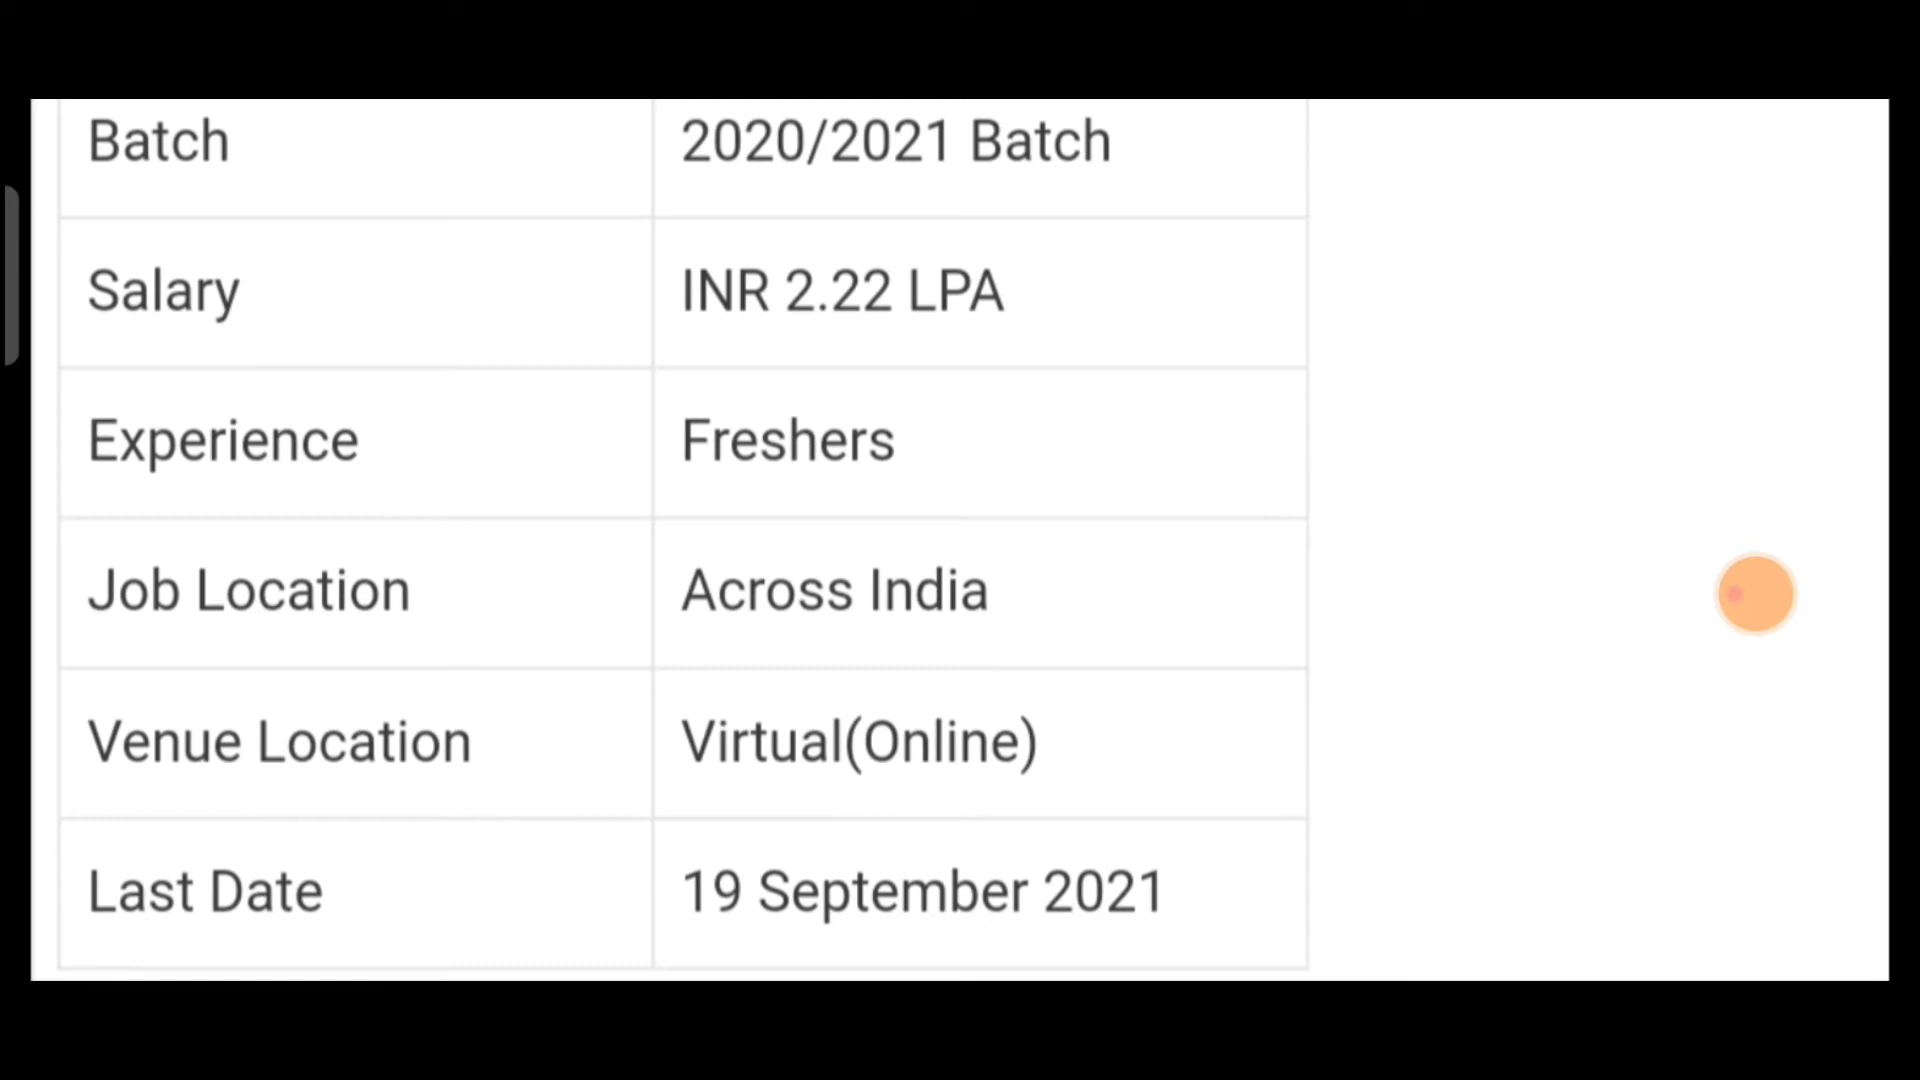 Batch 2020/2021 Batch
Salary INR 2.22 LPA
Experience Freshers
Job Location Across India
Venue Location Virtual(Online)
Last Date 19 September 2021